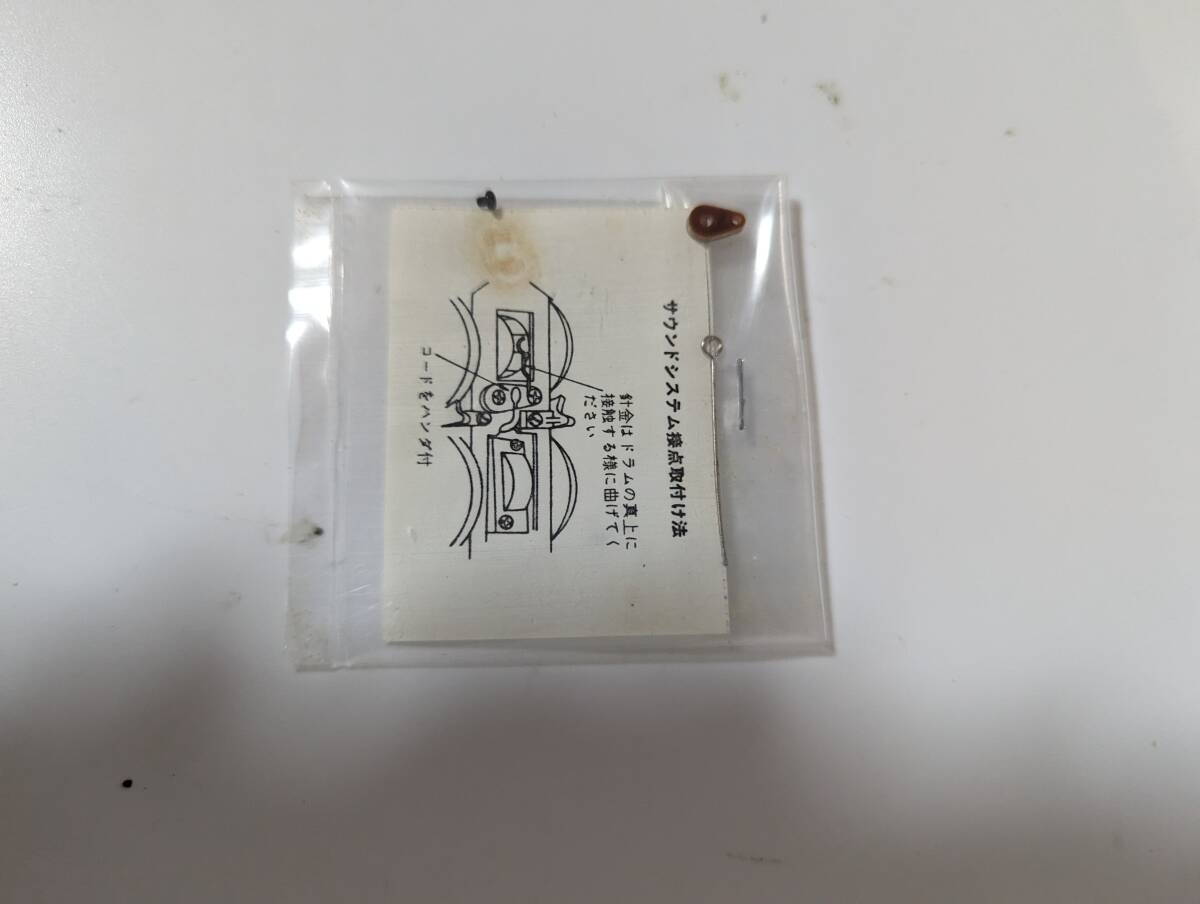 サウンドシステム接点取付け法
針金はドラムの真上に
接触する様に曲げてく
ださい
コードをハンダ付